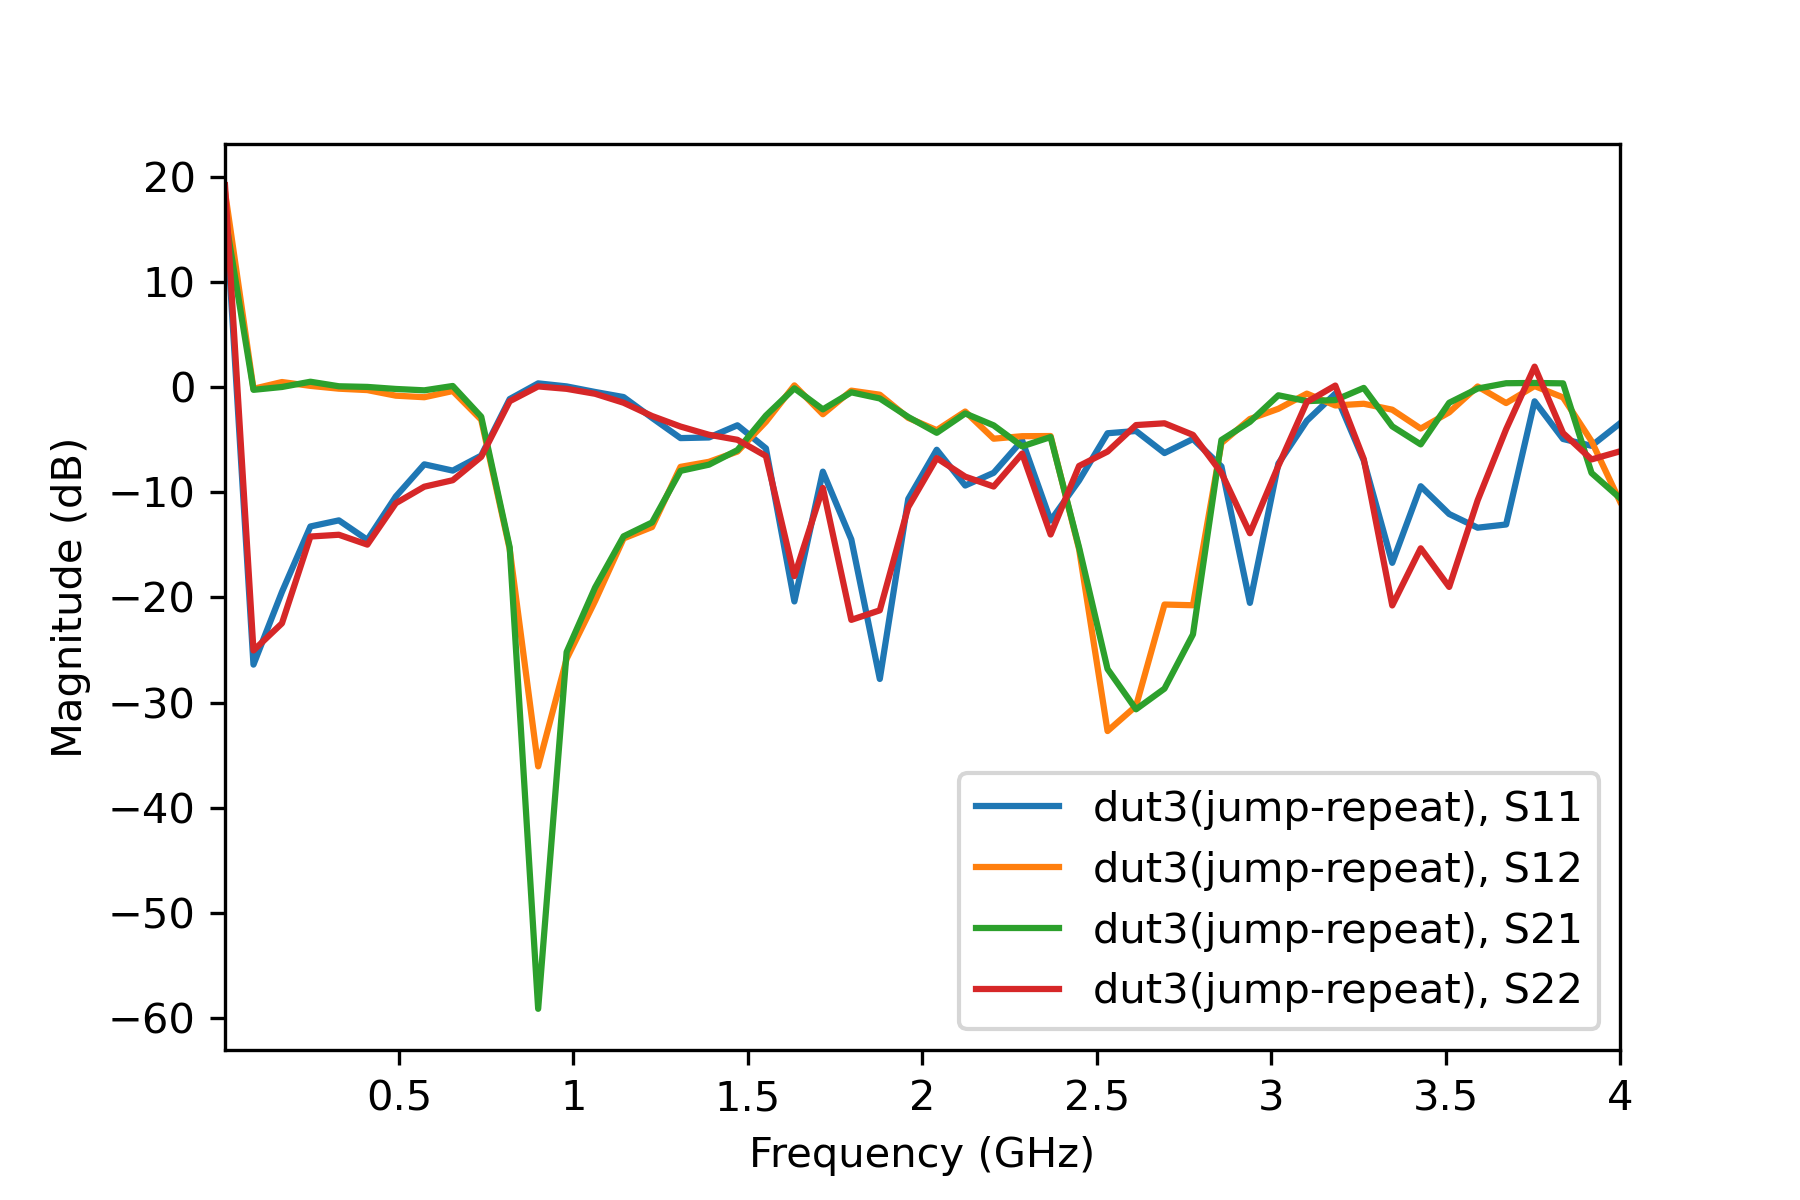 20
10
0
−10
−20
−30
−40
−50
−60
Magnitude (dB)
dut3(jump-repeat), S11
dut3(jump-repeat), S12
dut3(jump-repeat), S21
dut3(jump-repeat), S22
0.5 1 1.5 2 2.5 3 3.5 4
Frequency (GHz)